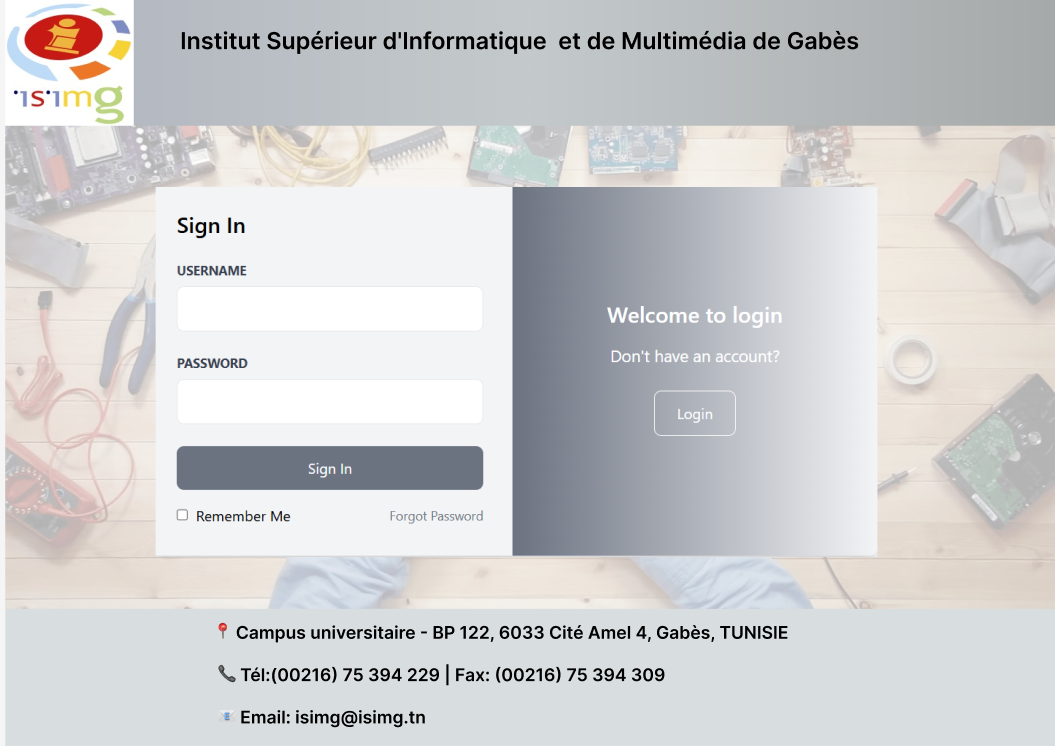 isimg
Institut Supérieur d'Informatique et de Multimédia de Gabès
Sign In
USERNAME
PASSWORD
Sign In
Remember Me
Forgot Password
Welcome to login
Don't have an account?
Login
Campus universitaire - BP 122, 6033 Cité Amel 4, Gabès, TUNISIE
Tél:(00216) 75 394 229 | Fax: (00216) 75 394 309
Email: isimg@isimg.tn